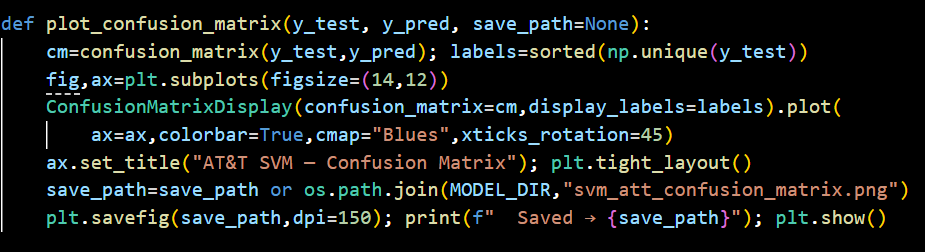 def plot_confusion_matrix(y_test, y_pred, save_path=None):
    cm=confusion_matrix(y_test,y_pred); labels=sorted(np.unique(y_test))
    fig,ax=plt.subplots(figsize=(14,12))
    ConfusionMatrixDisplay(confusion_matrix=cm,display_labels=labels).plot(
        ax=ax,colorbar=True,cmap="Blues",xticks_rotation=45)
    ax.set_title("AT&T SVM — Confusion Matrix"); plt.tight_layout()
    save_path=save_path or os.path.join(MODEL_DIR,"svm_att_confusion_matrix.png")
    plt.savefig(save_path,dpi=150); print(f"  Saved → {save_path}"); plt.show()